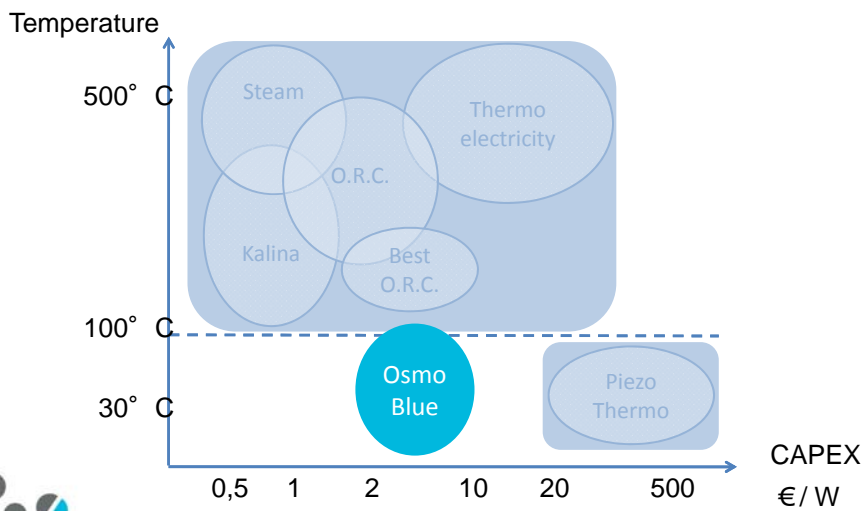 Temperature
500° C
Steam
Thermo
electricity
O.R.C.
Kalina
Best
O.R.C.
100° C
Osmo
Blue
Piezo
Thermo
30° C
CAPEX
0,5 1 2 10 20 500
€/W